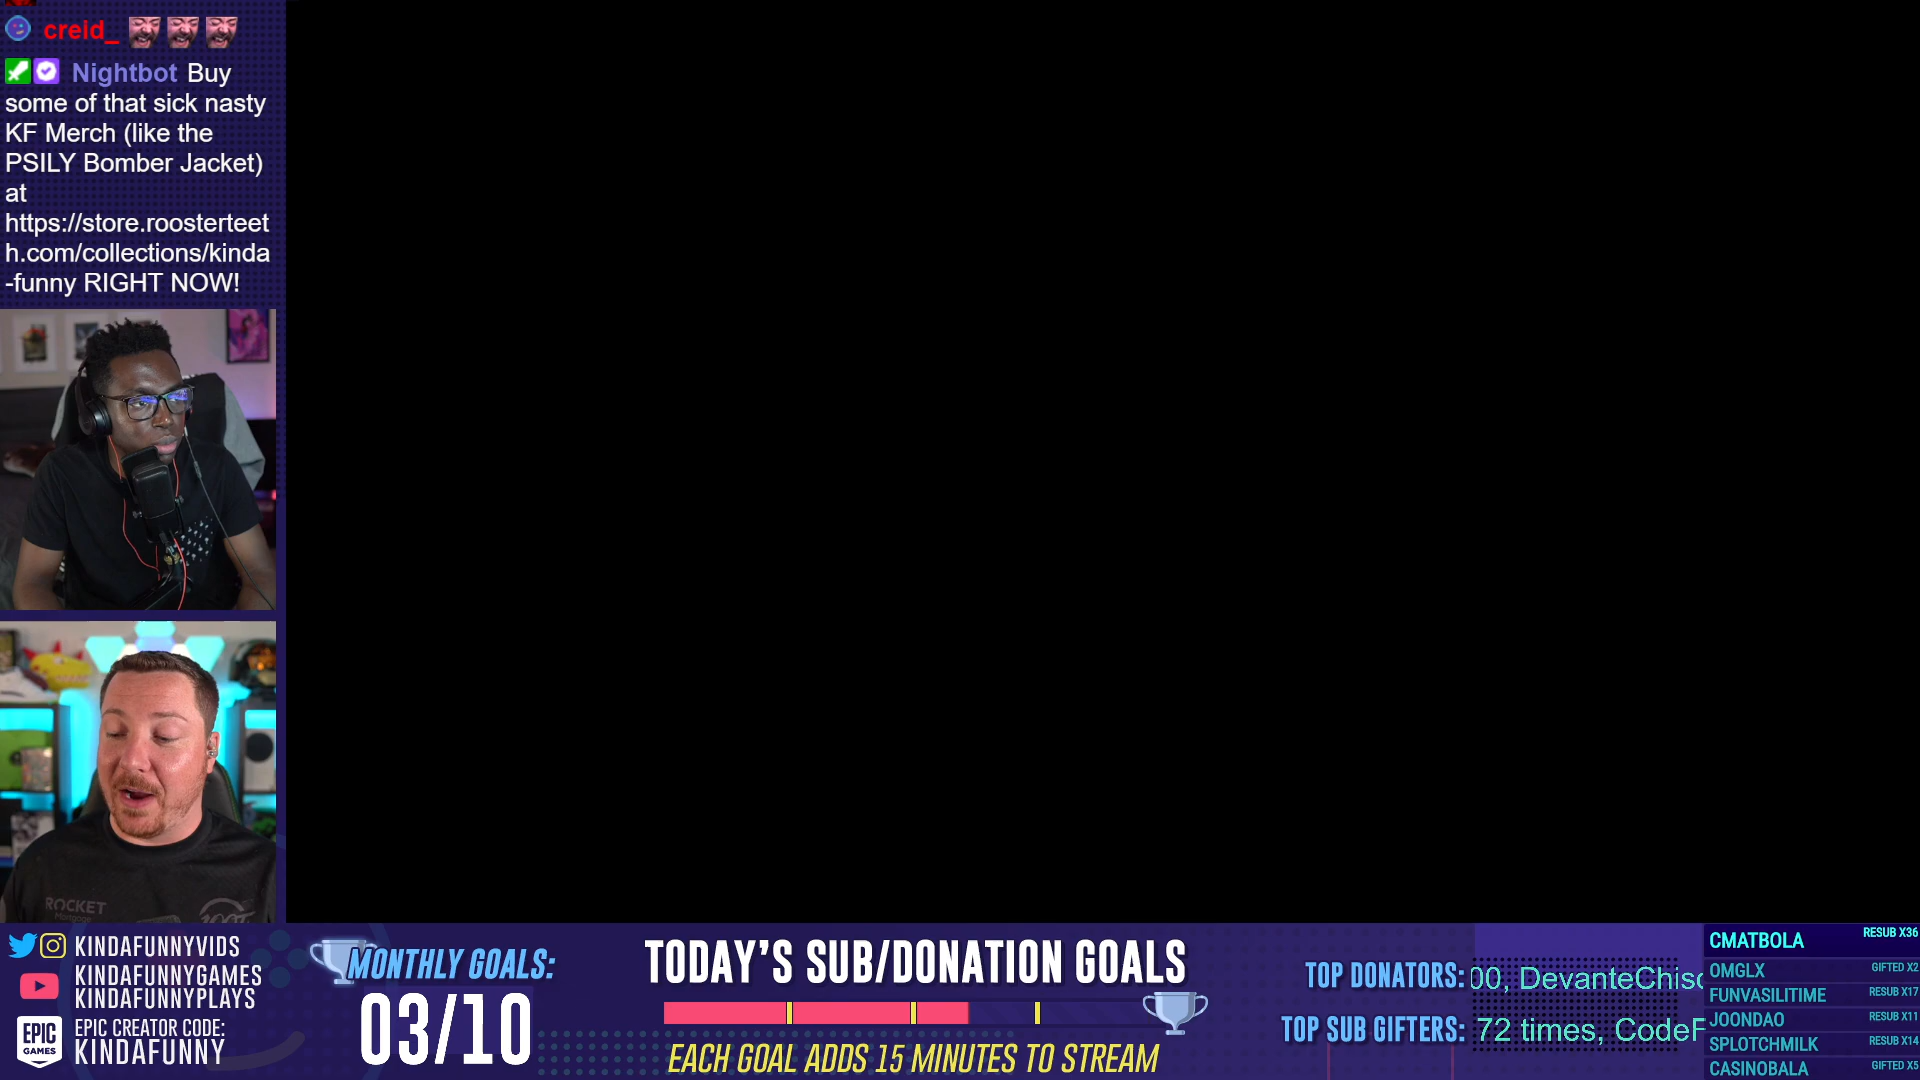 creid_
Nightbot Buy
some of that sick nasty
KF Merch (like the
PSILY Bomber Jacket)
at
https://store.roosterteet
h.com/collections/kinda
-funny RIGHT NOW!
ROCKET
Mortgage
100T
KINDAFUNNYVIDS
KINDAFUNNYGAMES
KINDAFUNNYPLAYS
EPIC
GAMES
EPIC CREATOR CODE:
KINDAFUNNY
MONTHLY GOALS:
03/10
TODAY'S SUB/DONATION GOALS
EACH GOAL ADDS 15 MINUTES TO STREAM
TOP DONATORS: 00, DevanteChisc
TOP SUB GIFTERS: 72 times, CodeF
CMATBOLA RESUB X36
OMGLX GIFTED X2
FUNVASILITIME RESUB X17
JOONDAO RESUB X11
SPLOTCHMILK RESUB X14
CASINOBALA GIFTED X5